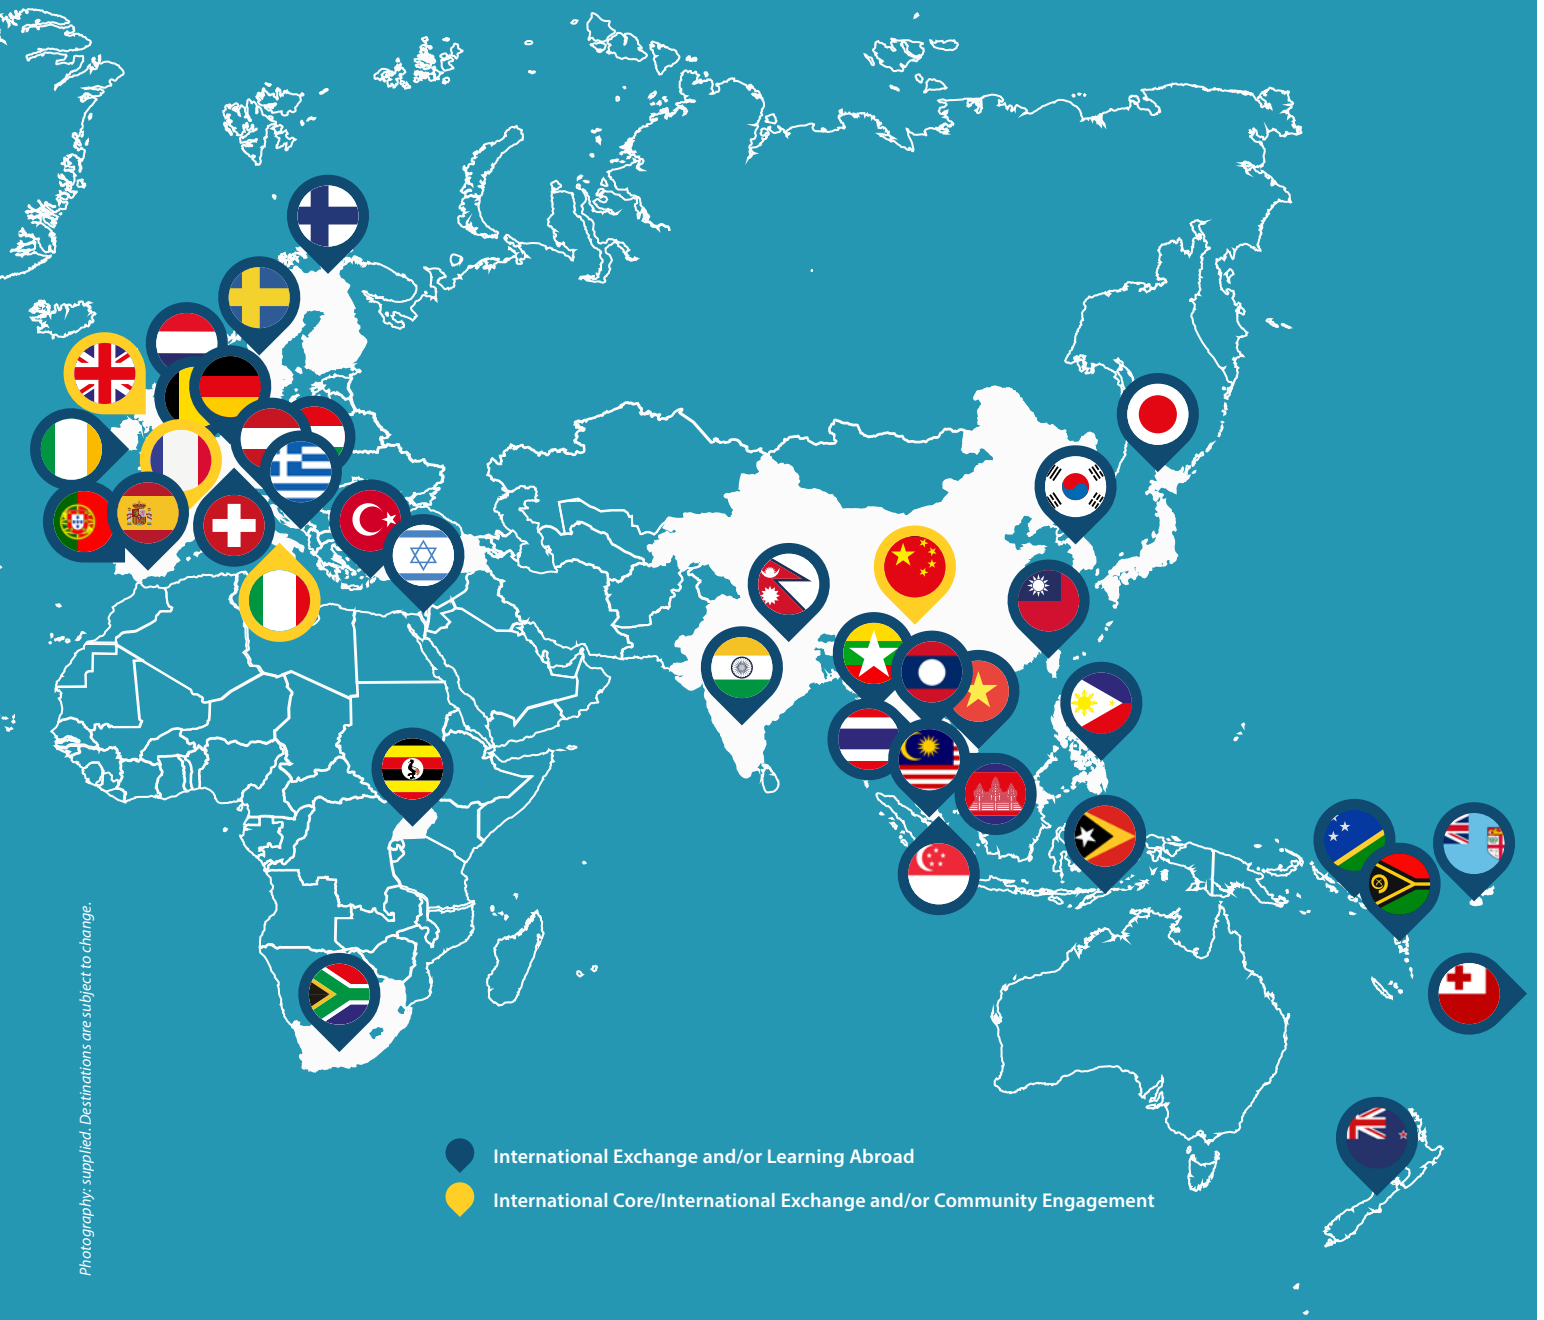 Photography: supplied. Destinations are subject to change.
International Exchange and/or Learning Abroad
International Core/International Exchange and/or Community Engagement